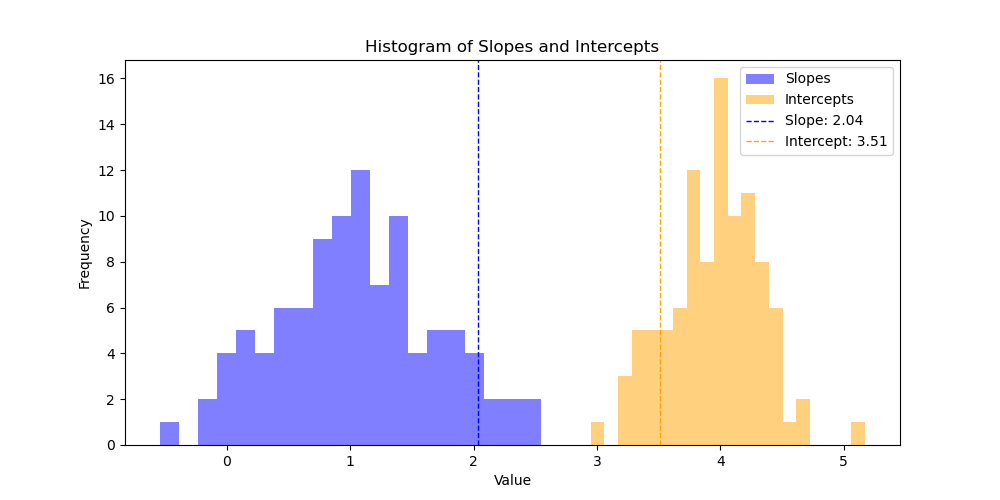 Histogram of Slopes and Intercepts
Slopes
Intercepts
Slope: 2.04
Intercept: 3.51
Frequency
16
14
12
10
8
6
4
2
0
0 1 2 3 4 5
Value